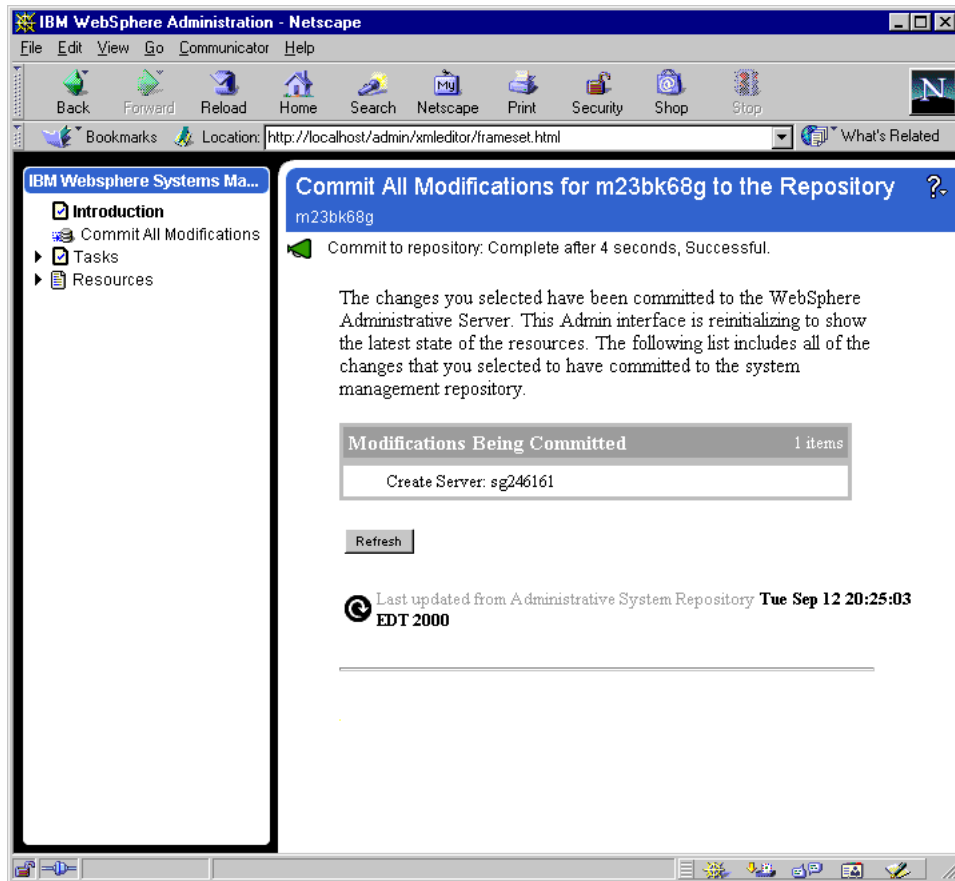 IBM WebSphere Administration - Netscape
File Edit View Go Communicator Help
Back Forward Reload Home Search Netscape Print Security Shop Stop
My
N
Bookmarks Location: http://localhost/admin/xmleditor/frameset.html What's Related
IBM Websphere Systems Ma...
Introduction
Commit All Modifications
Tasks
Resources
Commit All Modifications for m23bk68g to the Repository ?
m23bk68g
Commit to repository: Complete after 4 seconds, Successful.
The changes you selected have been committed to the WebSphere
Administrative Server. This Admin interface is reinitializing to show
the latest state of the resources. The following list includes all of the
changes that you selected to have committed to the system
management repository.
Modifications Being Committed 1 items
Create Server: sg246161
Refresh
Last updated from Administrative System Repository Tue Sep 12 20:25:03
EDT 2000